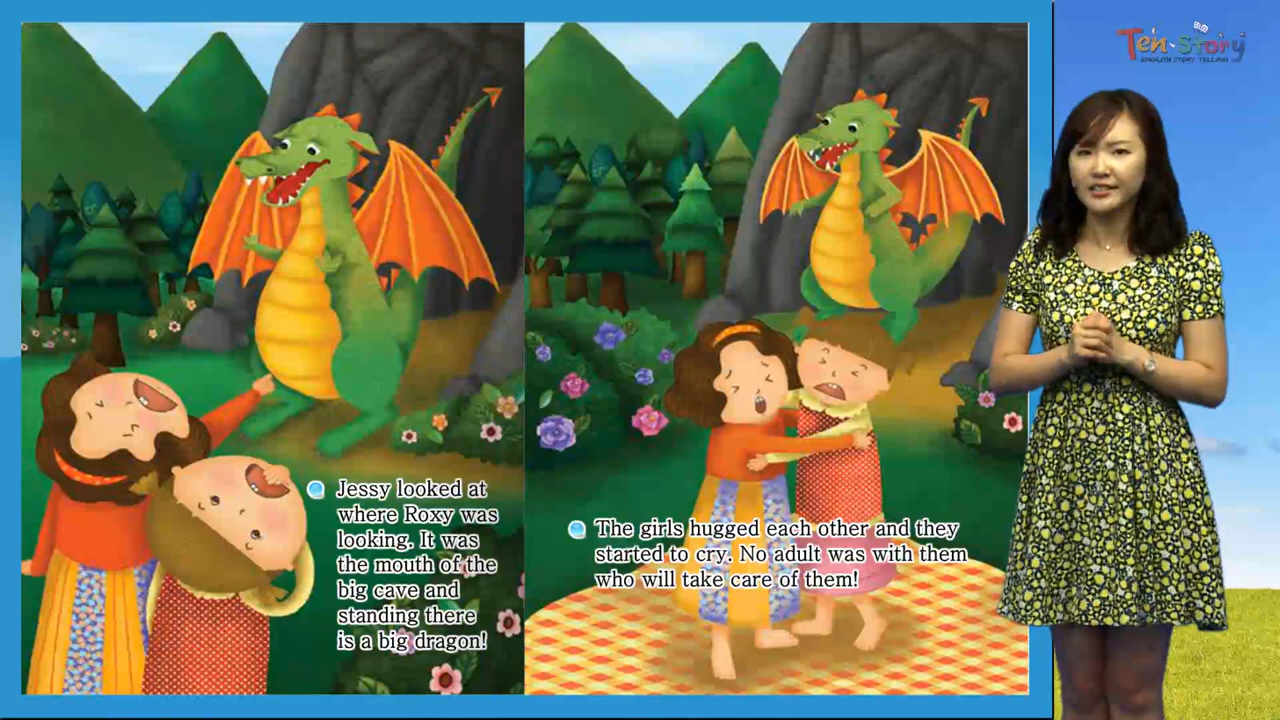 Ten-Story
ENGLISH STORY TELLING
Jessy looked at
where Roxy was
looking. It was
the mouth of the
big cave and
standing there
is a big dragon!
The girls hugged each other and they
started to cry. No adult was with them
who will take care of them!